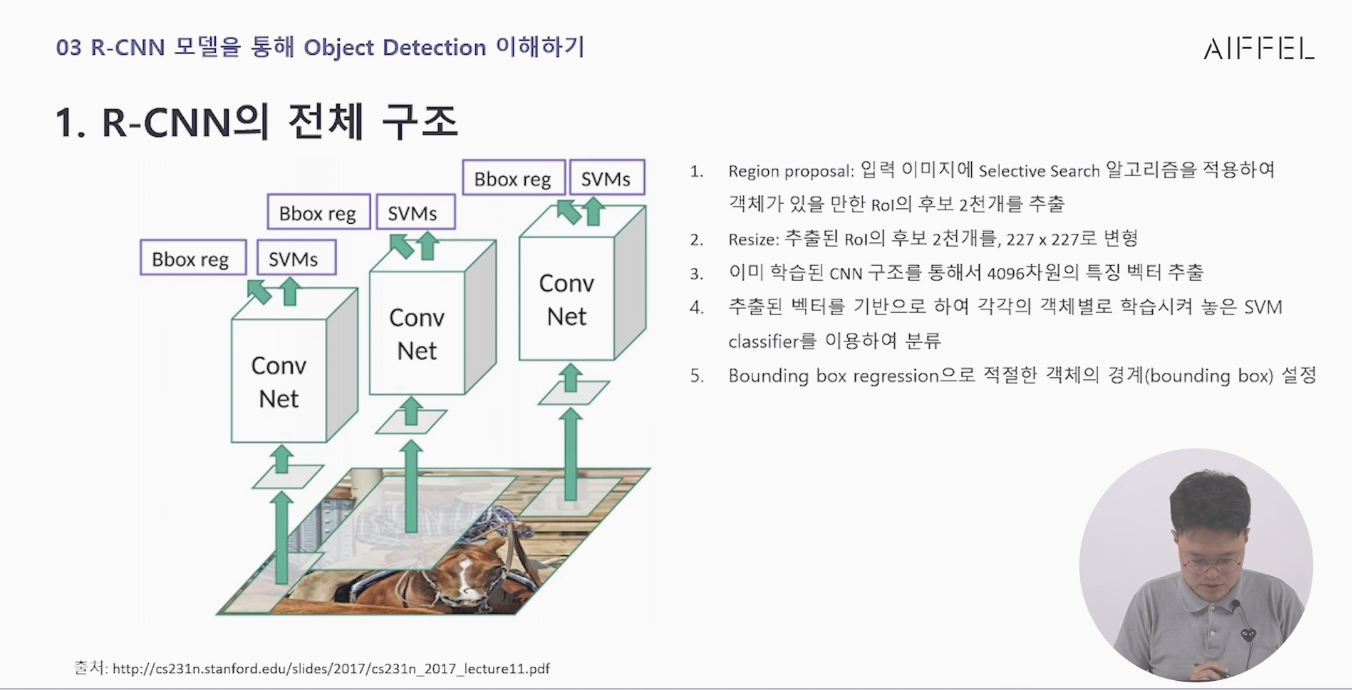 03 R-CNN 모델을 통해 Object Detection 이해하기
AIFFEL
1. R-CNN의 전체 구조
Bbox reg
SVMs
Bbox reg
SVMs
Bbox reg
SVMs
Conv
Net
Conv
Net
Conv
Net
1. Region proposal: 입력 이미지에 Selective Search 알고리즘을 적용하여
객체가 있을 만한 RoI의 후보 2천개를 추출
2. Resize: 추출된 RoI의 후보 2천개를, 227 x 227로 변형
3. 이미 학습된 CNN 구조를 통해서 4096차원의 특징 벡터 추출
4. 추출된 벡터를 기반으로 하여 각각의 객체별로 학습시켜 놓은 SVM
classifier를 이용하여 분류
5. Bounding box regression으로 적절한 객체의 경계(bounding box) 설정
출처: http://cs231n.stanford.edu/slides/2017/cs231n_2017_lecture11.pdf